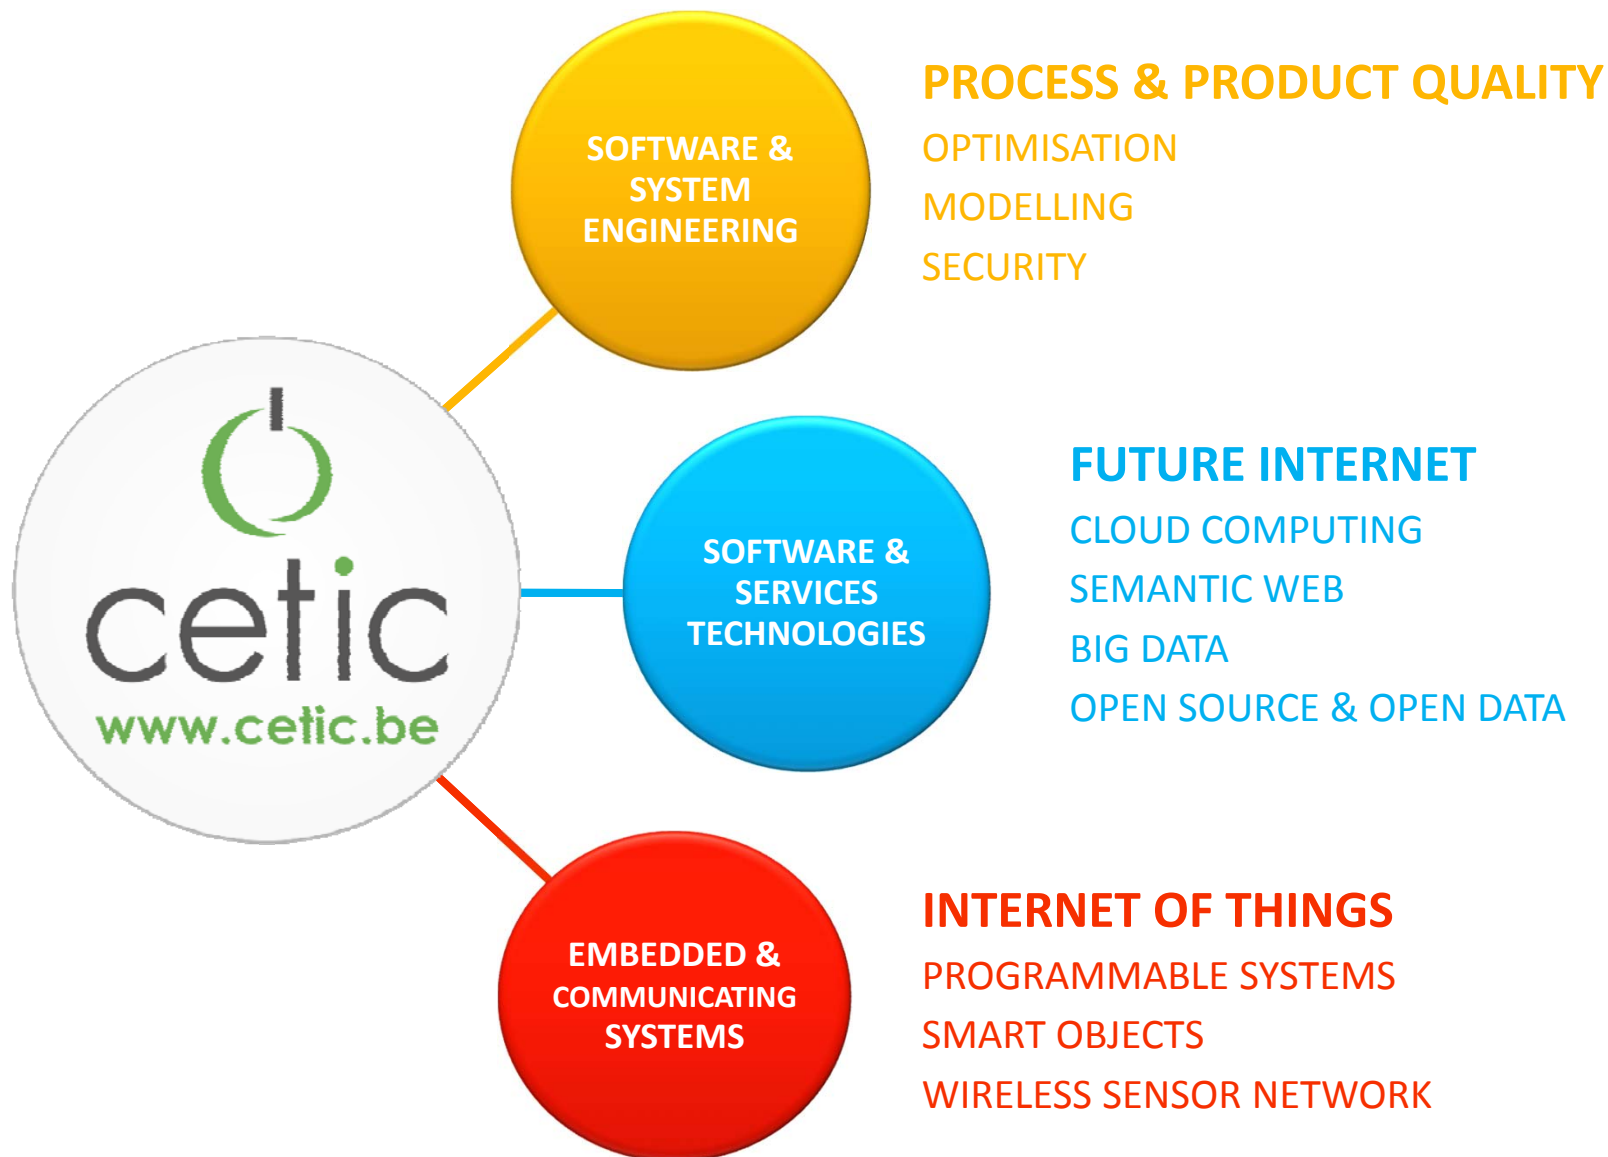 cetic
www.cetic.be
SOFTWARE &
SYSTEM
ENGINEERING
PROCESS & PRODUCT QUALITY
OPTIMISATION
MODELLING
SECURITY
SOFTWARE &
SERVICES
TECHNOLOGIES
FUTURE INTERNET
CLOUD COMPUTING
SEMANTIC WEB
BIG DATA
OPEN SOURCE & OPEN DATA
EMBEDDED &
COMMUNICATING
SYSTEMS
INTERNET OF THINGS
PROGRAMMABLE SYSTEMS
SMART OBJECTS
WIRELESS SENSOR NETWORK